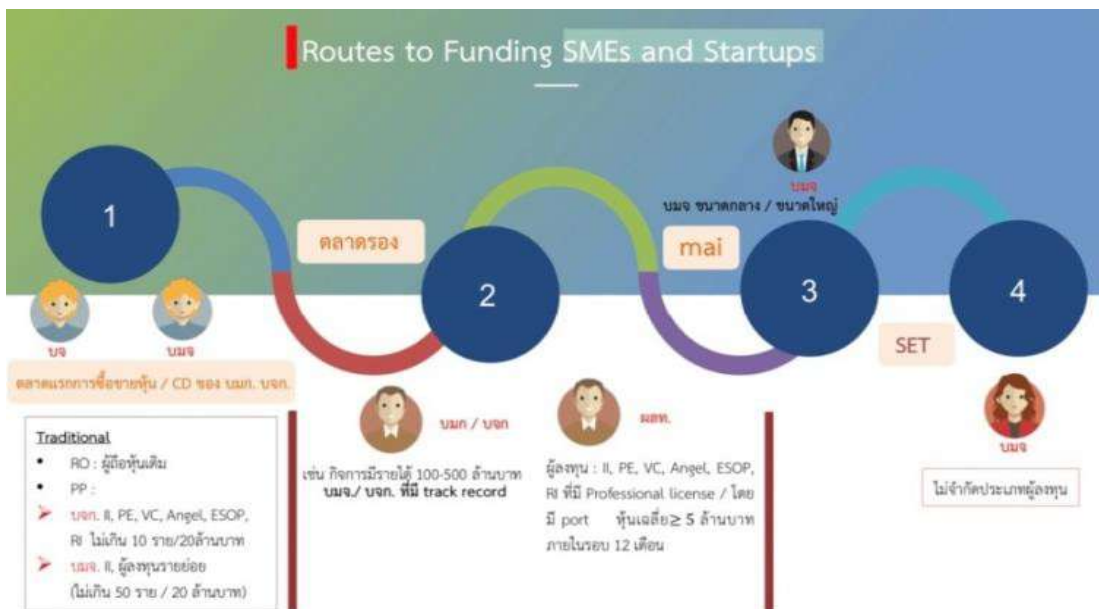 Routes to Funding SMEs and Startups
1
บจ
บมจ
ตลาดแรกการซื้อขายหุ้น / CD ของ บมก. บจก.
Traditional
• RO : ผู้ถือหุ้นเดิม
• PP :
➤ บจก. II, PE, VC, Angel, ESOP,
RI ไม่เกิน 10 ราย/20ล้านบาท
➤ บมจ. II, ผู้ลงทุนรายย่อย
(ไม่เกิน 50 ราย / 20 ล้านบาท)
ตลาดรอง
2
บมก / บจก
เช่น กิจการมีรายได้ 100-500 ล้านบาท
บมจ./ บจก. ที่มี track record
ผลท.
ผู้ลงทุน : II, PE, VC, Angel, ESOP,
RI ที่มี Professional license / โดย
มี port หุ้นเฉลี่ย≥ 5 ล้านบาท
ภายในรอบ 12 เดือน
บมจ
บมจ ขนาดกลาง / ขนาดใหญ่
mai
3
SET
4
บมจ
ไม่จำกัดประเภทผู้ลงทุน